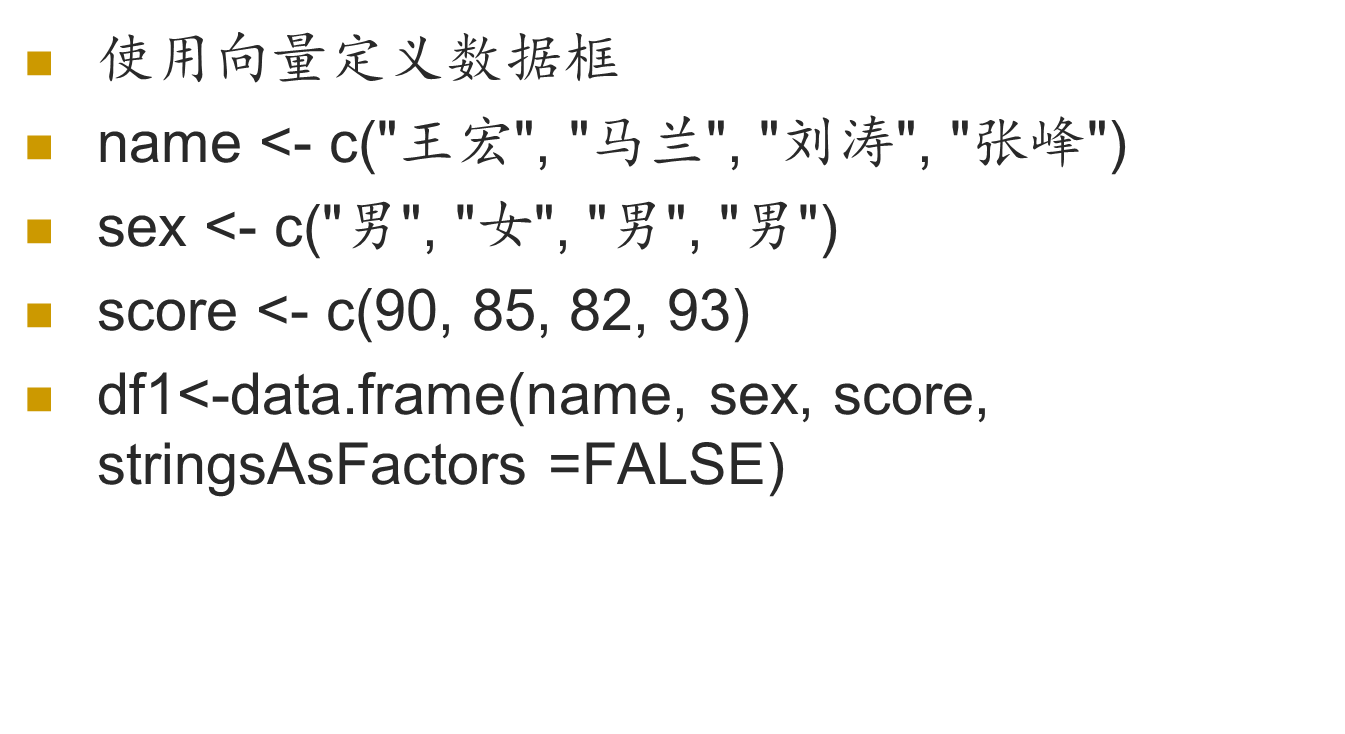 使用向量定义数据框
name <- c("王宏", "马兰", "刘涛", "张峰")
sex <- c("男", "女", "男", "男")
score <- c(90, 85, 82, 93)
df1<-data.frame(name, sex, score,
stringsAsFactors =FALSE)